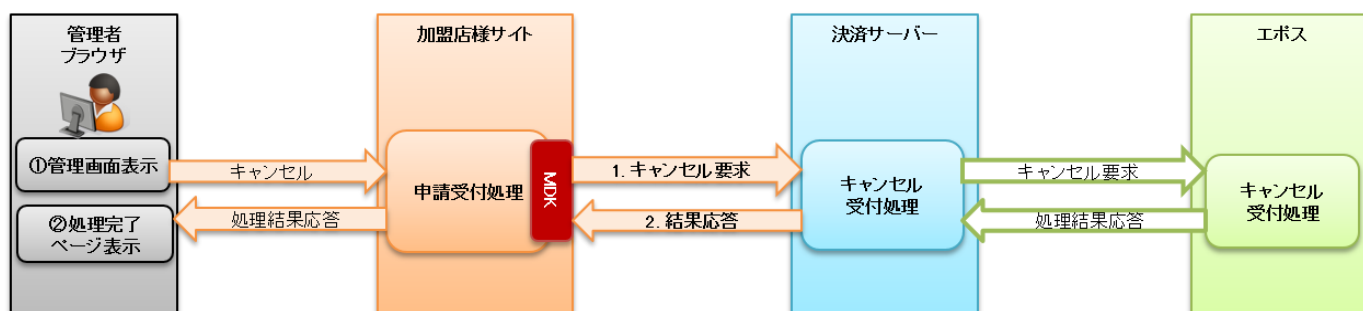 管理者
ブラウザ
加盟店様サイト
決済サーバー
エポス
①管理画面表示
キャンセル
申請受付処理
MDK
1. キャンセル要求
キャンセル
受付処理
キャンセル要求
キャンセル
受付処理
②処理完了
ページ表示
処理結果応答
2. 結果応答
処理結果応答